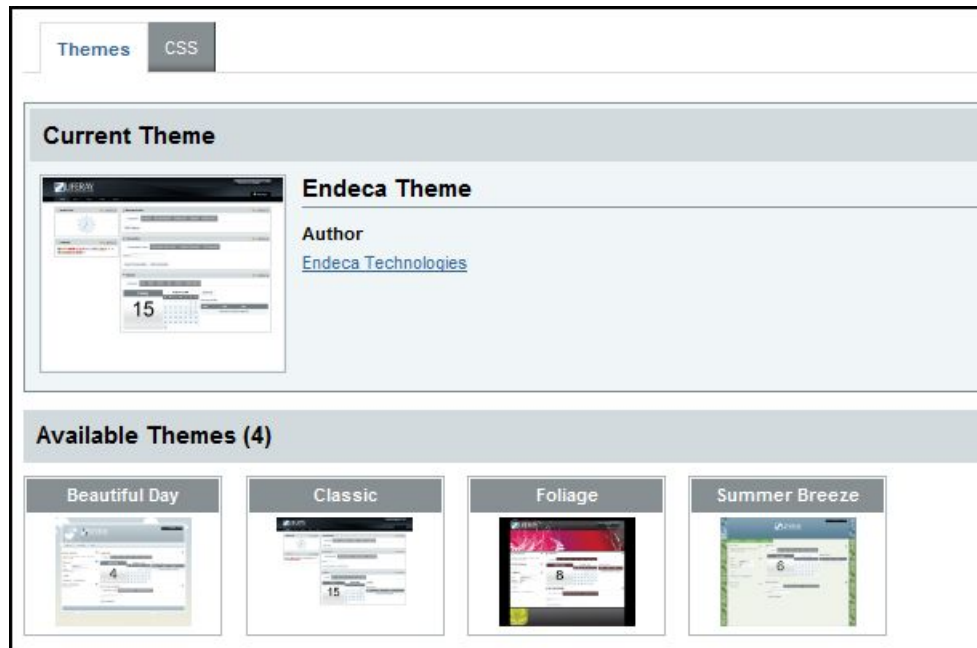 Themes
CSS
Current Theme
LIFERAY
Endeca Theme
Author
Endeca Technologies
15
Available Themes (4)
Beautiful Day
Classic
Foliage
Summer Breeze
4
15
8
6